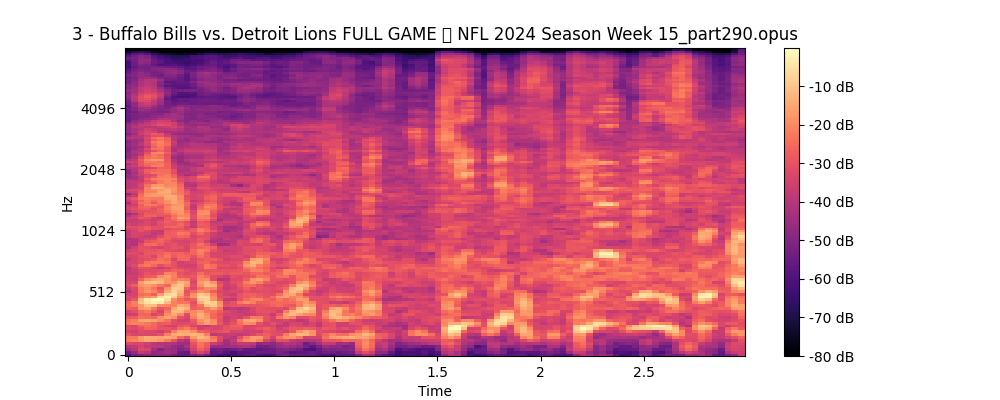 3 - Buffalo Bills vs. Detroit Lions FULL GAME ▯ NFL 2024 Season Week 15_part290.opus
Hz
4096
2048
1024
512
0
0 0.5 1 1.5 2 2.5
Time
-10 dB
-20 dB
-30 dB
-40 dB
-50 dB
-60 dB
-70 dB
-80 dB